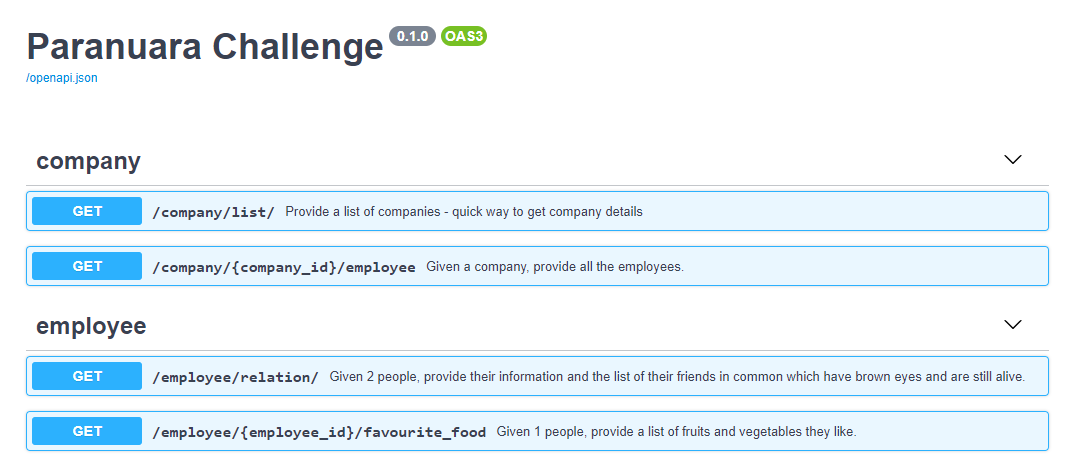 Paranuara Challenge 0.1.0 OAS3
/openapi.json
company
GET /company/list/ Provide a list of companies - quick way to get company details
GET /company/{company_id}/employee Given a company, provide all the employees.
employee
GET /employee/relation/ Given 2 people, provide their information and the list of their friends in common which have brown eyes and are still alive.
GET /employee/{employee_id}/favourite_food Given 1 people, provide a list of fruits and vegetables they like.